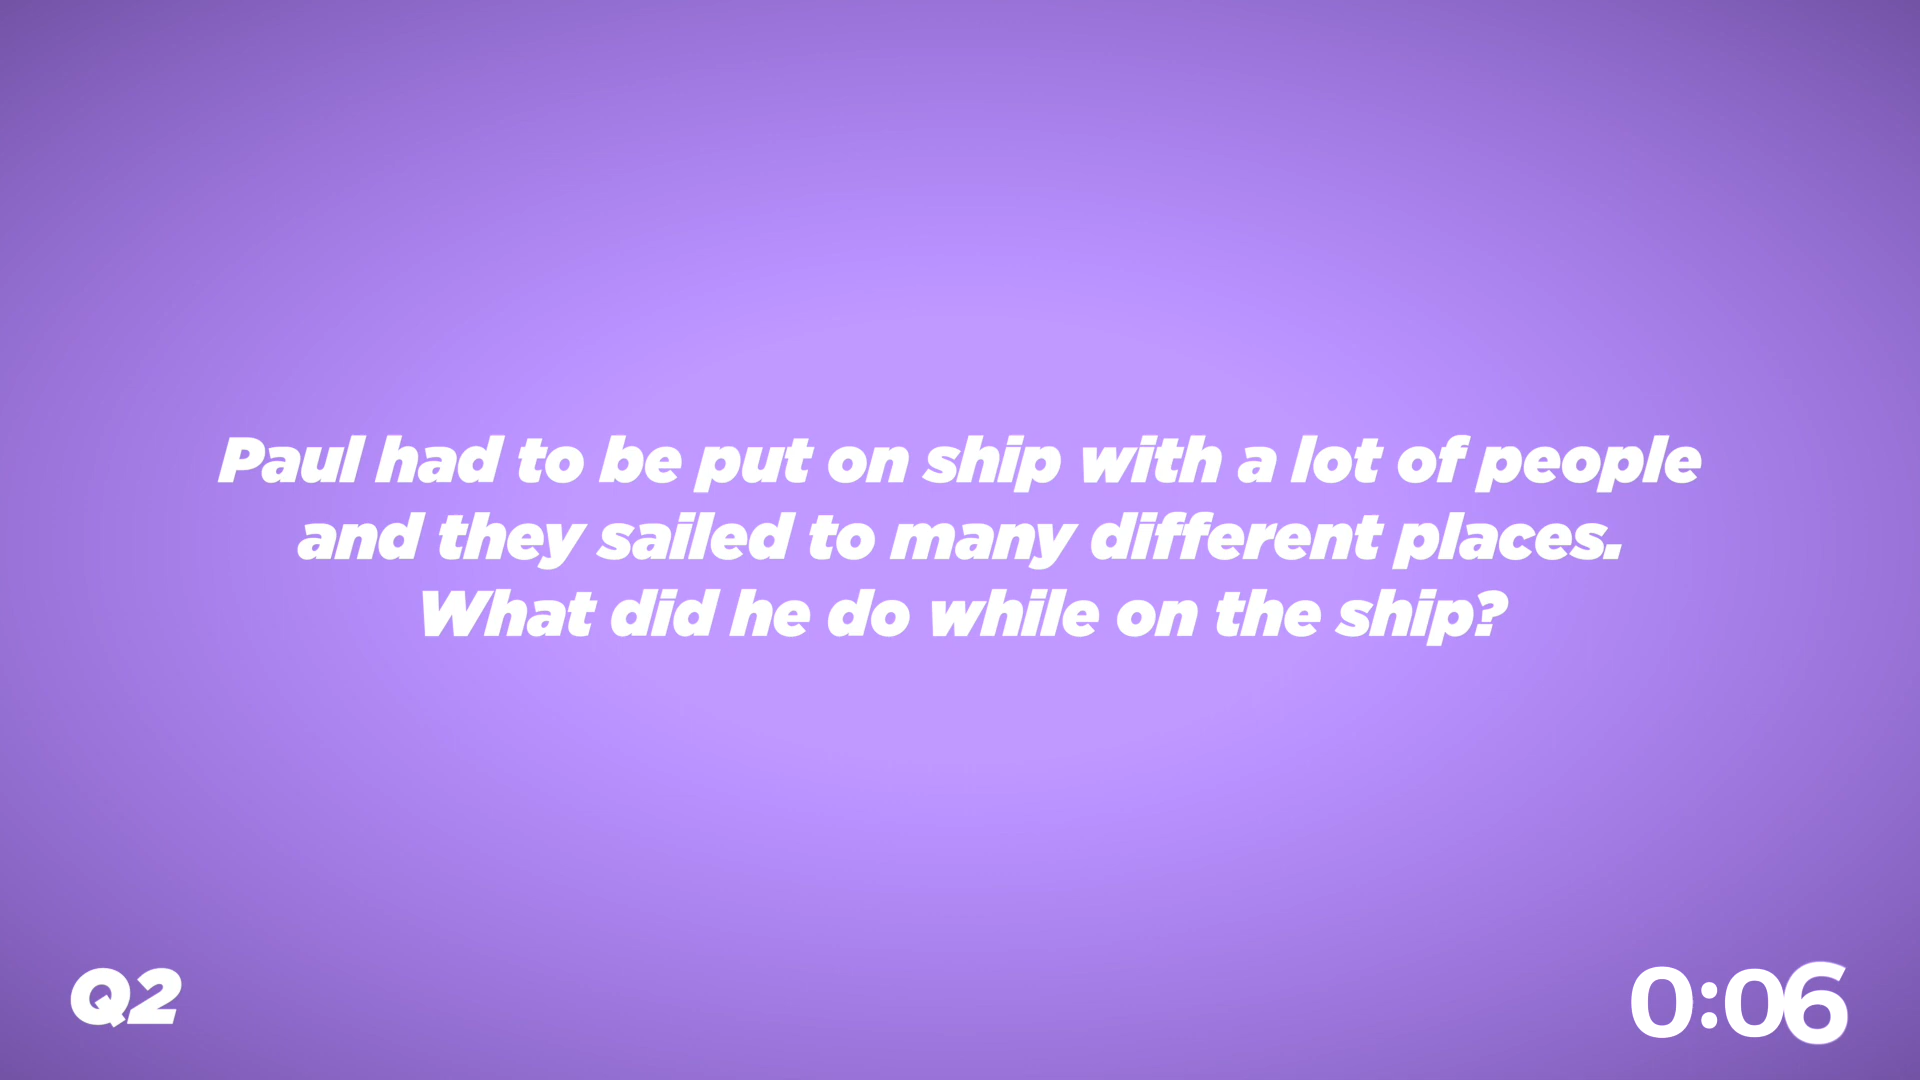 Paul had to be put on ship with a lot of people
and they sailed to many different places.
What did he do while on the ship?
Q2
0:06